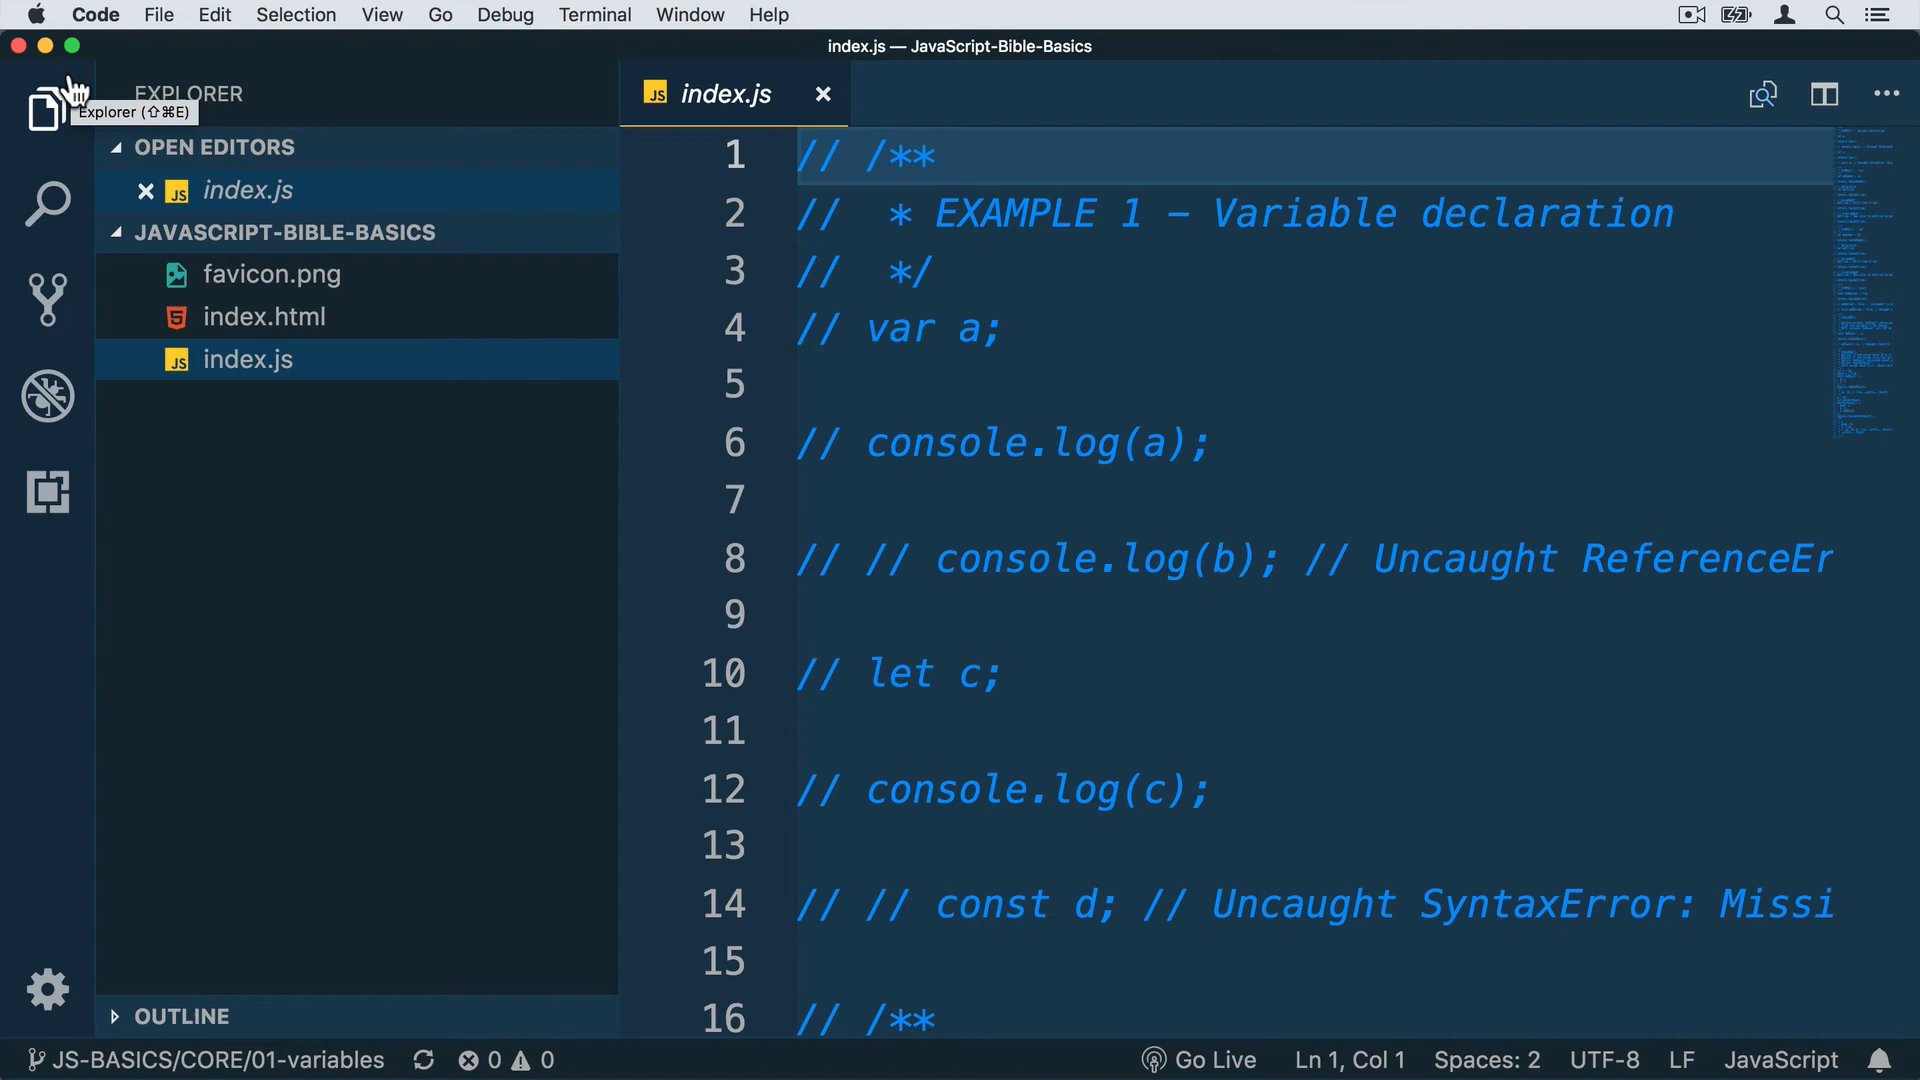 Code File Edit Selection View Go Debug Terminal Window Help
index.js — JavaScript-Bible-Basics
EXPLORER
Explorer (⇧⌘E)
OPEN EDITORS
JS index.js
JAVASCRIPT-BIBLE-BASICS
favicon.png
5 index.html
JS index.js
OUTLINE
JS index.js
1 // /**
2 //  * EXAMPLE 1 – Variable declaration
3 //  */
4 // var a;
5
6 // console.log(a);
7
8 // // console.log(b); // Uncaught ReferenceEr
9
10 // let c;
11
12 // console.log(c);
13
14 // // const d; // Uncaught SyntaxError: Missi
15
16 // /**
JS-BASICS/CORE/01-variables 0 0 Go Live Ln 1, Col 1 Spaces: 2 UTF-8 LF JavaScript